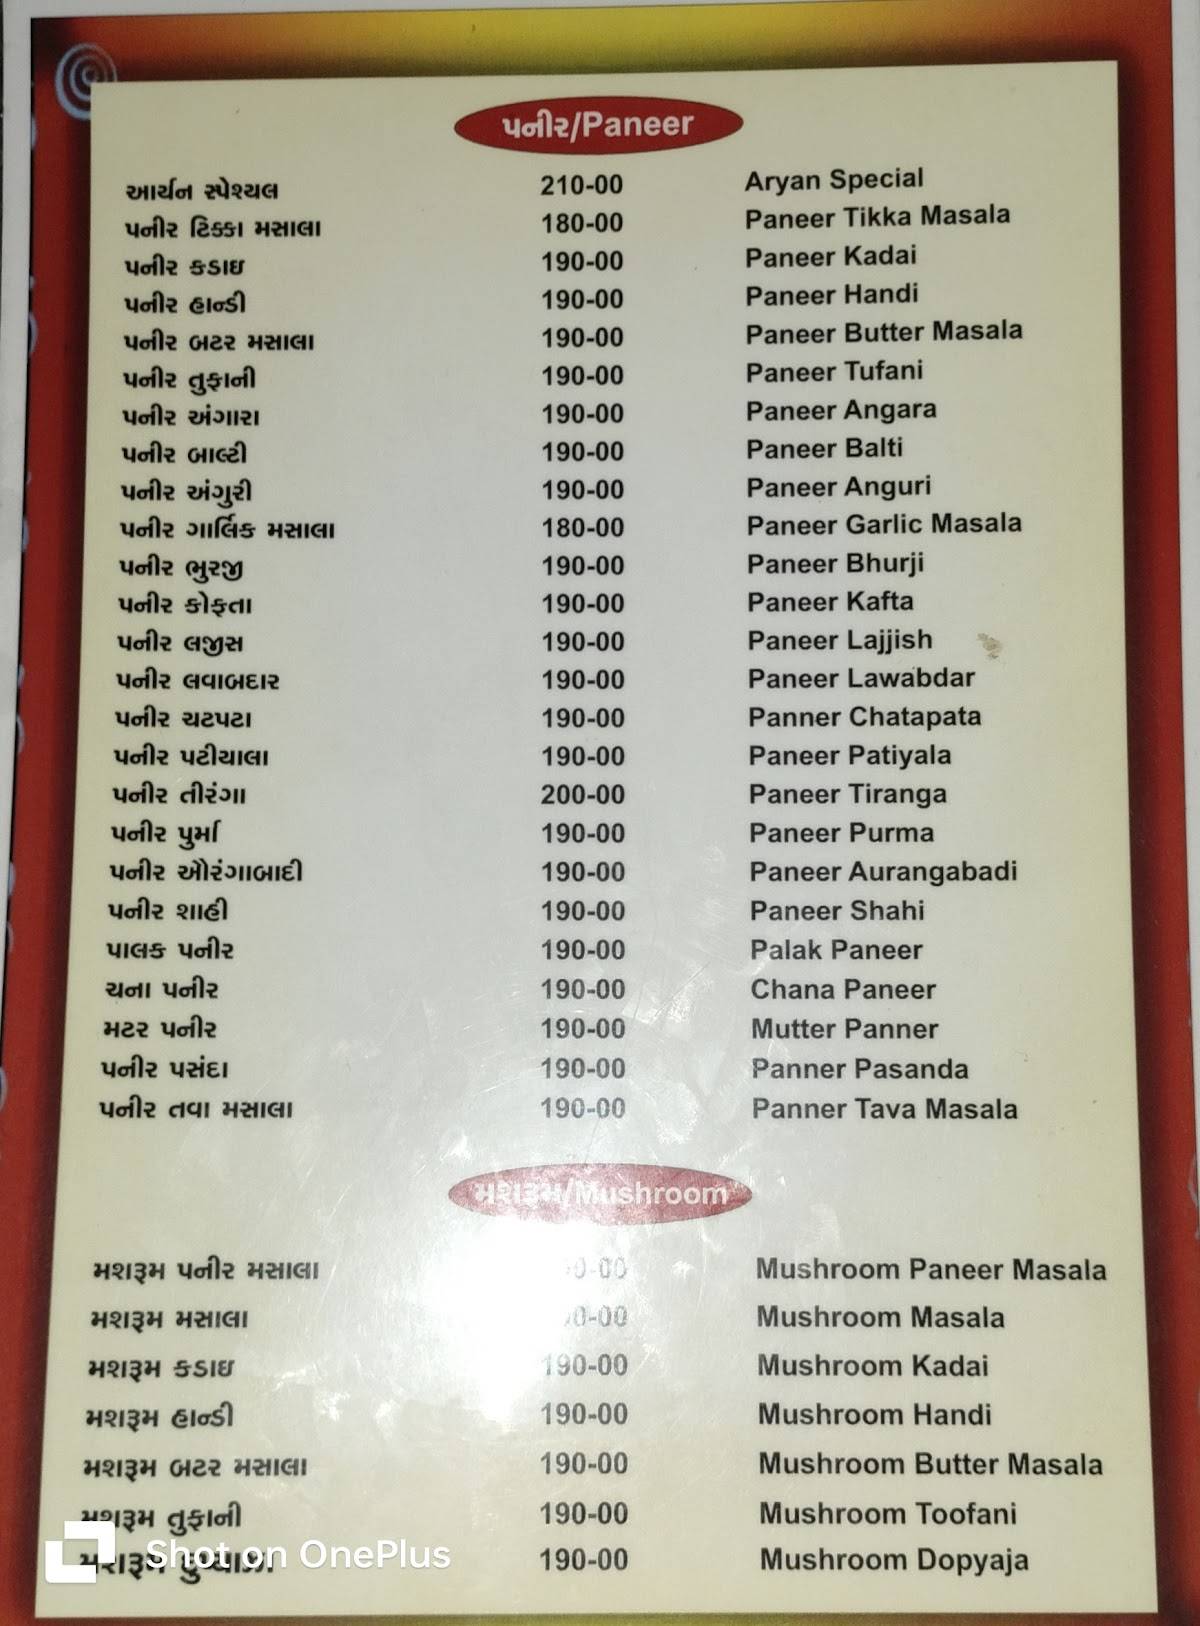 પનીર/Paneer
આર્યન સ્પેશ્યલ 210-00 Aryan Special
પનીર ટિક્કા મસાલા 180-00 Paneer Tikka Masala
પનીર કડાઇ 190-00 Paneer Kadai
પનીર હાન્ડી 190-00 Paneer Handi
પનીર બટર મસાલા 190-00 Paneer Butter Masala
પનીર તુફાની 190-00 Paneer Tufani
પનીર અંગારા 190-00 Paneer Angara
પનીર બાલ્ટી 190-00 Paneer Balti
પનીર અંગુરી 190-00 Paneer Anguri
પનીર ગાર્લિક મસાલા 180-00 Paneer Garlic Masala
પનીર ભુરજી 190-00 Paneer Bhurji
પનીર કોફતા 190-00 Paneer Kafta
પનીર લજીસ 190-00 Paneer Lajjish
પનીર લવાબદાર 190-00 Paneer Lawabdar
પનીર ચટપટા 190-00 Panner Chatapata
પનીર પટીયાલા 190-00 Paneer Patiyala
પનીર તીરંગા 200-00 Paneer Tiranga
પનીર પુર્મા 190-00 Paneer Purma
પનીર ઔરંગાબાદી 190-00 Paneer Aurangabadi
પનીર શાહી 190-00 Paneer Shahi
પાલક પનીર 190-00 Palak Paneer
ચના પનીર 190-00 Chana Paneer
મટર પનીર 190-00 Mutter Panner
પનીર પસંદા 190-00 Panner Pasanda
પનીર તવા મસાલા 190-00 Panner Tava Masala
મશરૂમ/Mushroom
મશરૂમ પનીર મસાલા Mushroom Paneer Masala
મશરૂમ મસાલા Mushroom Masala
મશરૂમ કડાઇ 190-00 Mushroom Kadai
મશરૂમ હાન્ડી 190-00 Mushroom Handi
મશરૂમ બટર મસાલા 190-00 Mushroom Butter Masala
મશરૂમ તુફાની 190-00 Mushroom Toofani
મશરૂમ 190-00 Mushroom Dopyaja
Shot on OnePlus